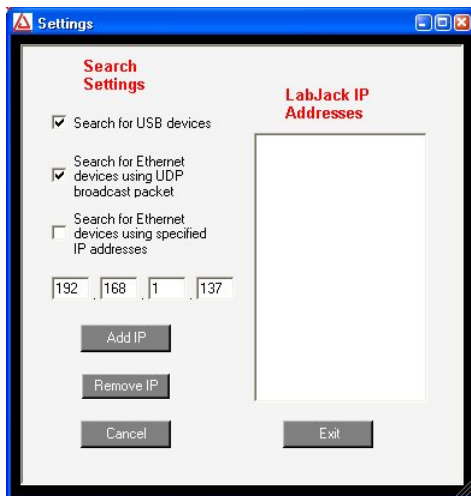 Settings
Search
Settings
Search for USB devices
Search for Ethernet
devices using UDP
broadcast packet
Search for Ethernet
devices using specified
IP addresses
192 . 168 . 1 . 137
Add IP
Remove IP
Cancel
LabJack IP
Addresses
Exit